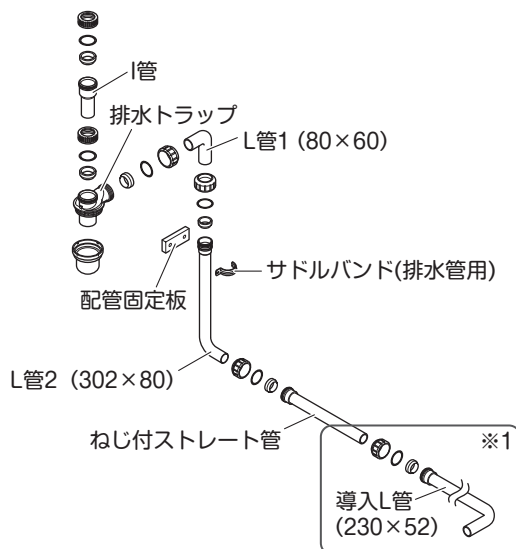 I管
排水トラップ
L管1（80×60）
サドルバンド(排水管用)
配管固定板
L管2（302×80）
ねじ付ストレート管
※1
導入L管
(230×52)